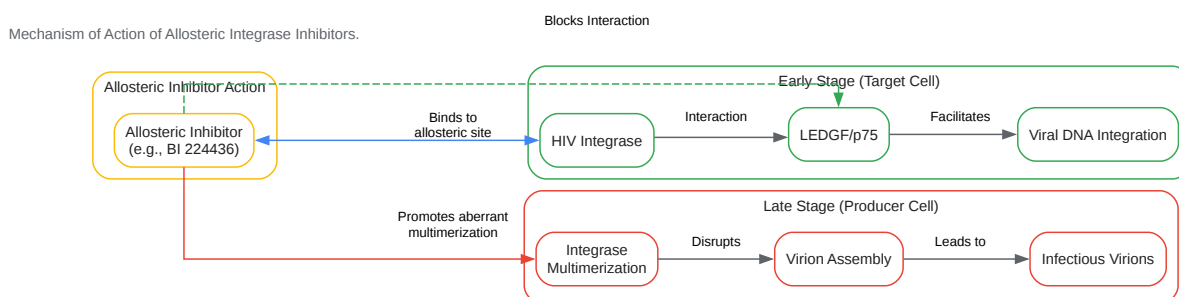 Blocks Interaction
Mechanism of Action of Allosteric Integrase Inhibitors.
Allosteric Inhibitor Action
Early Stage (Target Cell)
Allosteric Inhibitor
(e.g., BI 224436)
Binds to
allosteric site
HIV Integrase
Interaction
LEDGF/p75
Facilitates
Viral DNA Integration
Late Stage (Producer Cell)
Promotes aberrant
multimerization
Integrase
Multimerization
Disrupts
Virion Assembly
Leads to
Infectious Virions